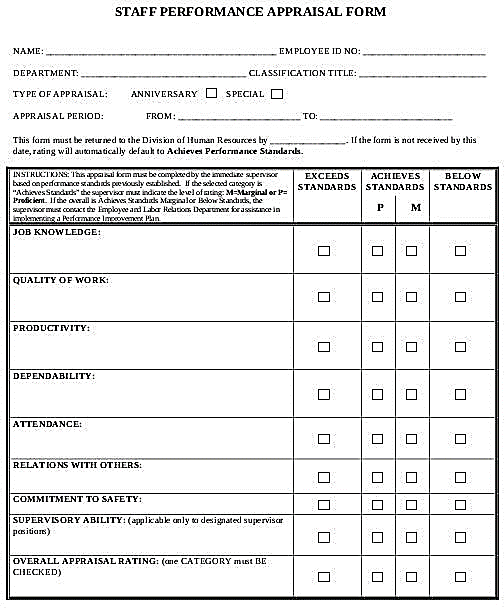 STAFF PERFORMANCE APPRAISAL FORM
NAME: ________________ EMPLOYEE ID NO: ________________
DEPARTMENT: ________________ CLASSIFICATION TITLE: ________________
TYPE OF APPRAISAL: ANNIVERSARY ☐ SPECIAL ☐
APPRAISAL PERIOD: FROM: ________________ TO: ________________
This form must be returned to the Division of Human Resources by ________________. If the form is not received by this
date, rating will automatically default to Achieves Performance Standards.
INSTRUCTIONS: This appraisal form must be completed by the immediate supervisor
based on performance standards previously established. If the selected category is
"Achieves Standards" the supervisor must indicate the level of rating: M=Marginal or P=
Proficient. If the overall is Achieves Standards Marginal or Below Standards, the
supervisor must contact the Employee and Labor Relations Department for assistance in
implementing a Performance Improvement Plan.
EXCEEDS
STANDARDS
ACHIEVES
STANDARDS
P M
BELOW
STANDARDS
JOB KNOWLEDGE:
QUALITY OF WORK:
PRODUCTIVITY:
DEPENDABILITY:
ATTENDANCE:
RELATIONS WITH OTHERS:
COMMITMENT TO SAFETY:
SUPERVISORY ABILITY: (applicable only to designated supervisor
positions)
OVERALL APPRAISAL RATING: (one CATEGORY must BE
CHECKED)